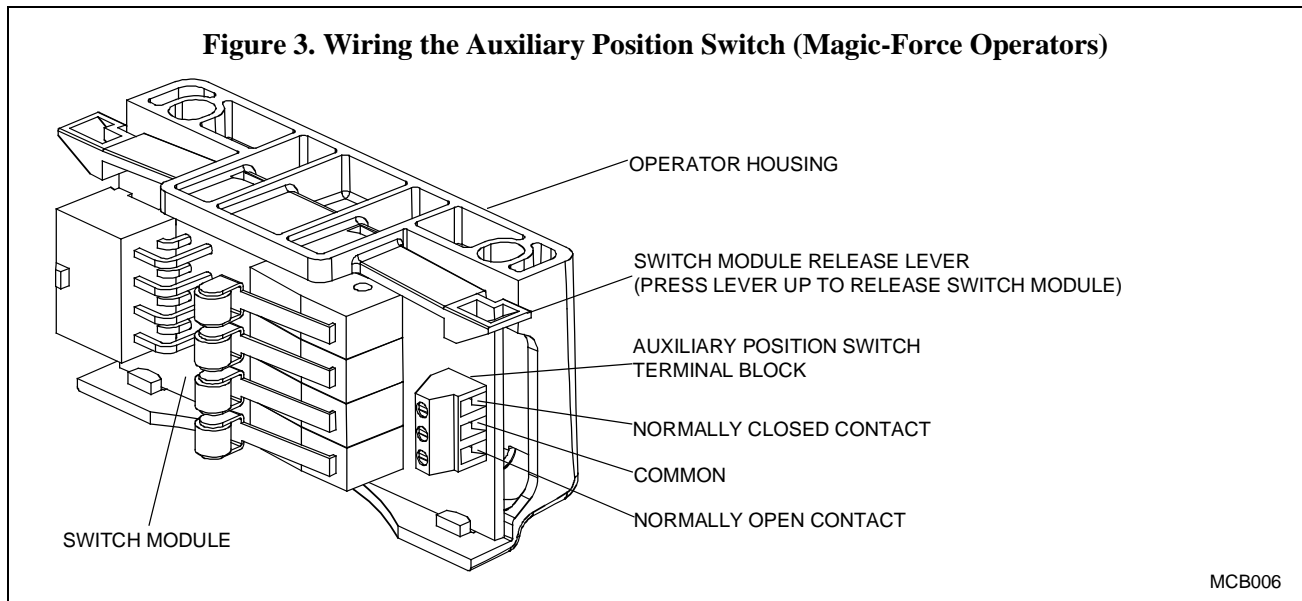 Figure 3. Wiring the Auxiliary Position Switch (Magic-Force Operators)
OPERATOR HOUSING
SWITCH MODULE RELEASE LEVER
(PRESS LEVER UP TO RELEASE SWITCH MODULE)
AUXILIARY POSITION SWITCH
TERMINAL BLOCK
NORMALLY CLOSED CONTACT
COMMON
NORMALLY OPEN CONTACT
SWITCH MODULE
MCB006